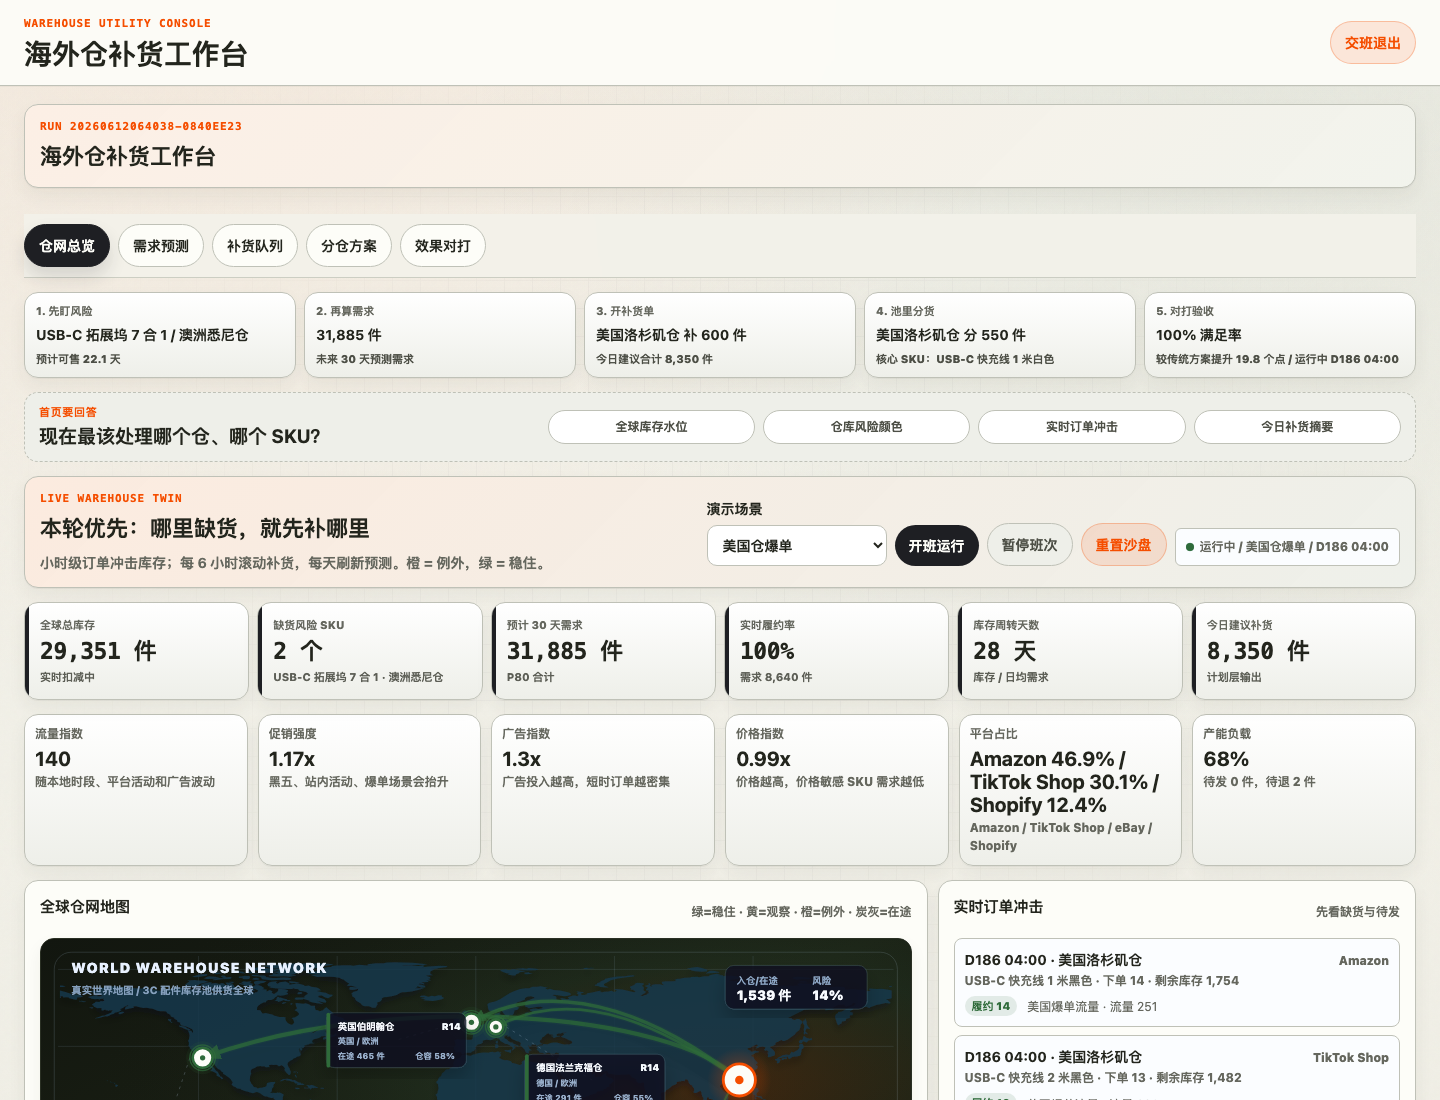 WAREHOUSE UTILITY CONSOLE
海外仓补货工作台
交班退出
RUN 20260612064038-0840EE23
海外仓补货工作台
仓网总览
需求预测
补货队列
分仓方案
效果对打
1. 先盯风险
USB-C 拓展坞 7 合 1 / 澳洲悉尼仓
预计可售 22.1 天
2. 再算需求
31,885 件
未来 30 天预测需求
3. 开补货单
美国洛杉矶仓 补 600 件
今日建议合计 8,350 件
4. 池里分货
美国洛杉矶仓 分 550 件
核心 SKU：USB-C 快充线 1 米白色
5. 对打验收
100% 满足率
较传统方案提升 19.8 个点 / 运行中 D186 04:00
首页要回答
现在最该处理哪个仓、哪个 SKU?
全球库存水位
仓库风险颜色
实时订单冲击
今日补货摘要
LIVE WAREHOUSE TWIN
本轮优先：哪里缺货，就先补哪里
小时级订单冲击库存；每 6 小时滚动补货，每天刷新预测。橙 = 例外，绿 = 稳住。
演示场景
美国仓爆单
开班运行
暂停班次
重置沙盘
运行中 / 美国仓爆单 / D186 04:00
全球总库存
29,351 件
实时扣减中
缺货风险 SKU
2 个
USB-C 拓展坞 7 合 1 · 澳洲悉尼仓
预计 30 天需求
31,885 件
P80 合计
实时履约率
100%
需求 8,640 件
库存周转天数
28 天
库存 / 日均需求
今日建议补货
8,350 件
计划层输出
流量指数
140
随本地时段、平台活动和广告波动
促销强度
1.17x
黑五、站内活动、爆单场景会抬升
广告指数
1.3x
广告投入越高，短时订单越密集
价格指数
0.99x
价格越高，价格敏感 SKU 需求越低
平台占比
Amazon 46.9% /
TikTok Shop 30.1% /
Shopify 12.4%
Amazon / TikTok Shop / eBay /
Shopify
产能负载
68%
待发 0 件，待退 2 件
全球仓网地图
绿=稳住 · 黄=观察 · 橙=例外 · 炭灰=在途
WORLD WAREHOUSE NETWORK
真实世界地图 / 3C 配件库存池供货全球
入仓/在途
1,539 件
风险
14%
英国伯明翰仓
R14
英国 / 欧洲
在途 465 件
仓容 58%
德国法兰克福仓
R14
德国 / 欧洲
在途 291 件
仓容 55%
实时订单冲击
先看缺货与待发
D186 04:00 · 美国洛杉矶仓
Amazon
USB-C 快充线 1 米黑色 · 下单 14 · 剩余库存 1,754
履约 14
美国爆单流量 · 流量 251
D186 04:00 · 美国洛杉矶仓
TikTok Shop
USB-C 快充线 2 米黑色 · 下单 13 · 剩余库存 1,482